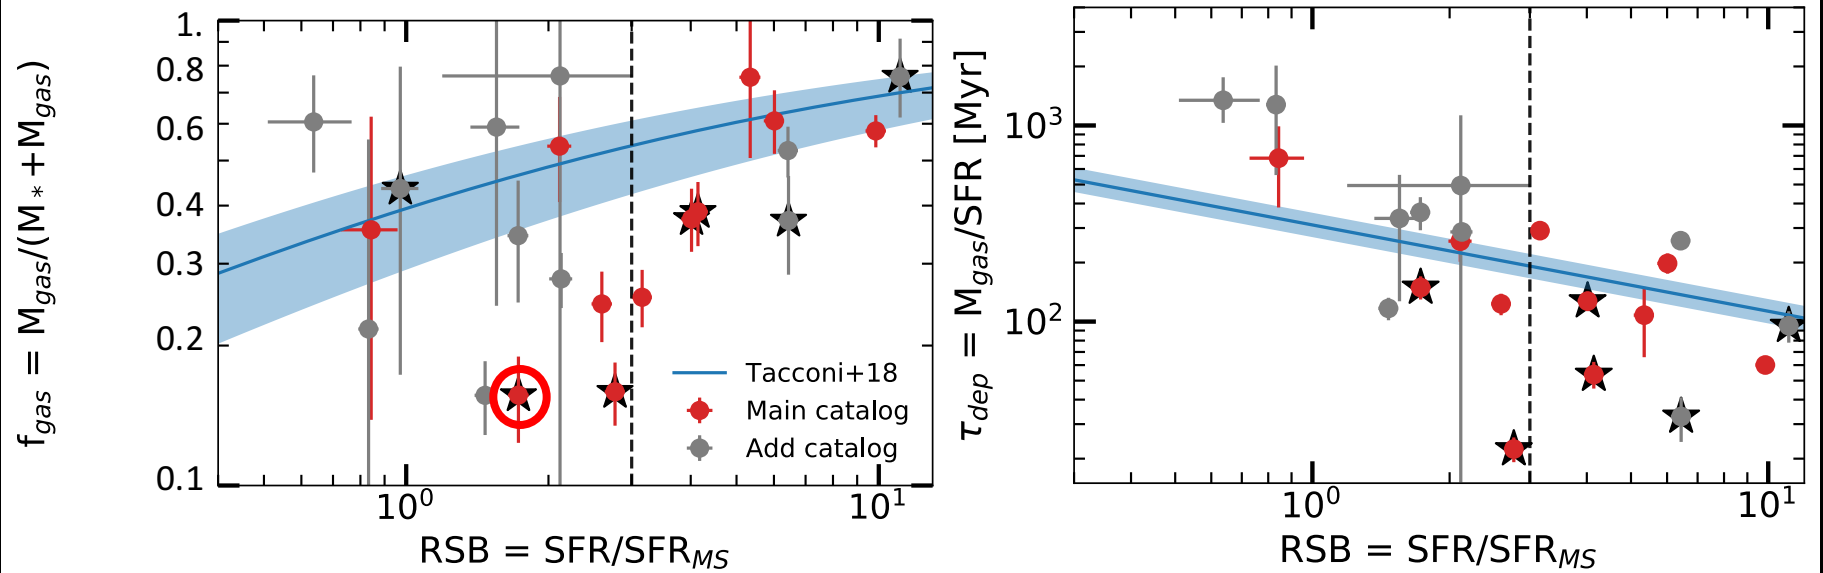 f_gas = M_gas/(M_* +M_gas)
1.
0.8
0.6
0.4
0.3
0.2
0.1
10^0
10^1
RSB = SFR/SFR_MS
Tacconi+18
Main catalog
Add catalog
τ_dep = M_gas/SFR [Myr]
10^3
10^2
10^0
10^1
RSB = SFR/SFR_MS